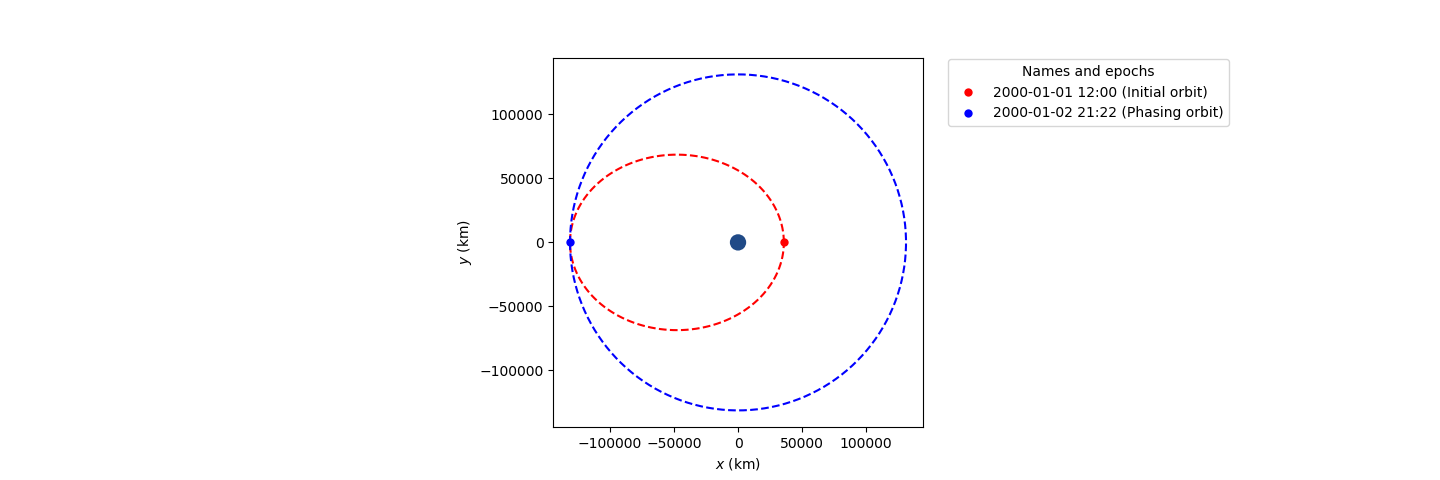 Names and epochs
2000-01-01 12:00 (Initial orbit)
2000-01-02 21:22 (Phasing orbit)
100000
50000
0
−50000
−100000
y (km)
−100000 −50000 0 50000 100000
x (km)